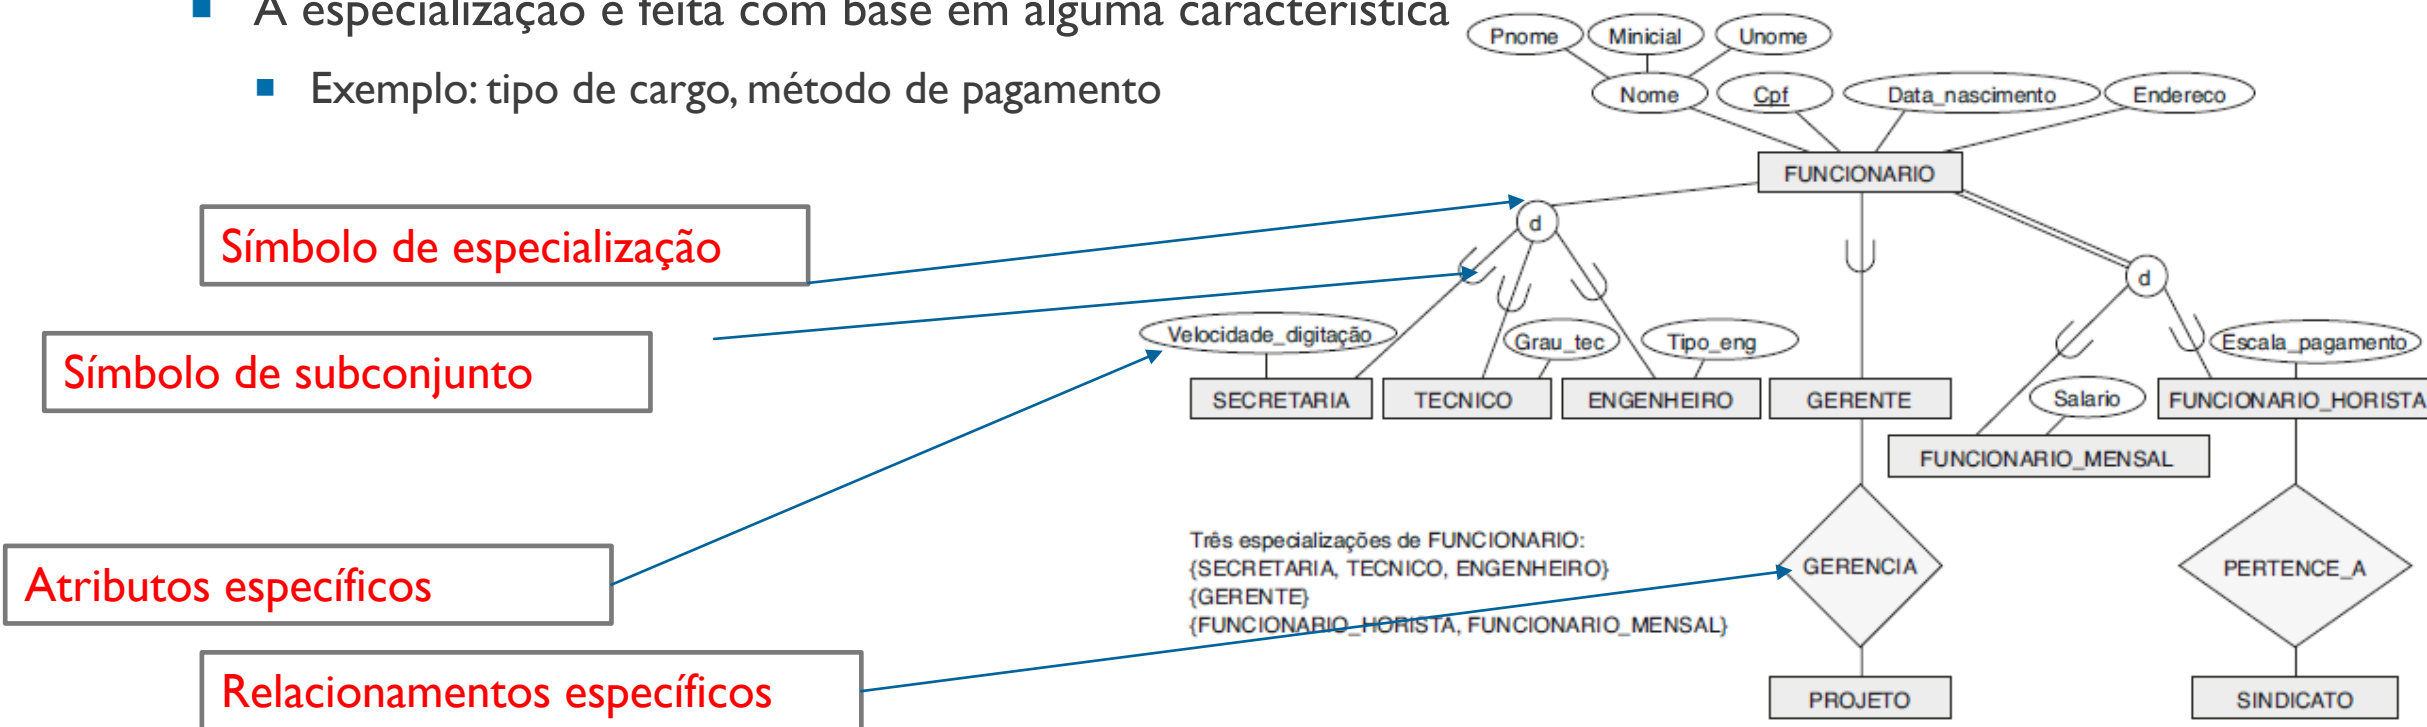 A especialização é feita com base em alguma característica
Exemplo: tipo de cargo, método de pagamento
Pnome
Minicial
Unome
Nome
Cpf
Data_nascimento
Endereco
FUNCIONARIO
Símbolo de especialização
d
d
Símbolo de subconjunto
Velocidade_digitação
Grau_tec
Tipo_eng
Escala_pagamento
SECRETARIA
TECNICO
ENGENHEIRO
GERENTE
Salario
FUNCIONARIO_HORISTA
FUNCIONARIO_MENSAL
Atributos específicos
Três especializações de FUNCIONARIO:
{SECRETARIA, TECNICO, ENGENHEIRO}
{GERENTE}
{FUNCIONARIO_HORISTA, FUNCIONARIO_MENSAL}
GERENCIA
PERTENCE_A
Relacionamentos específicos
PROJETO
SINDICATO